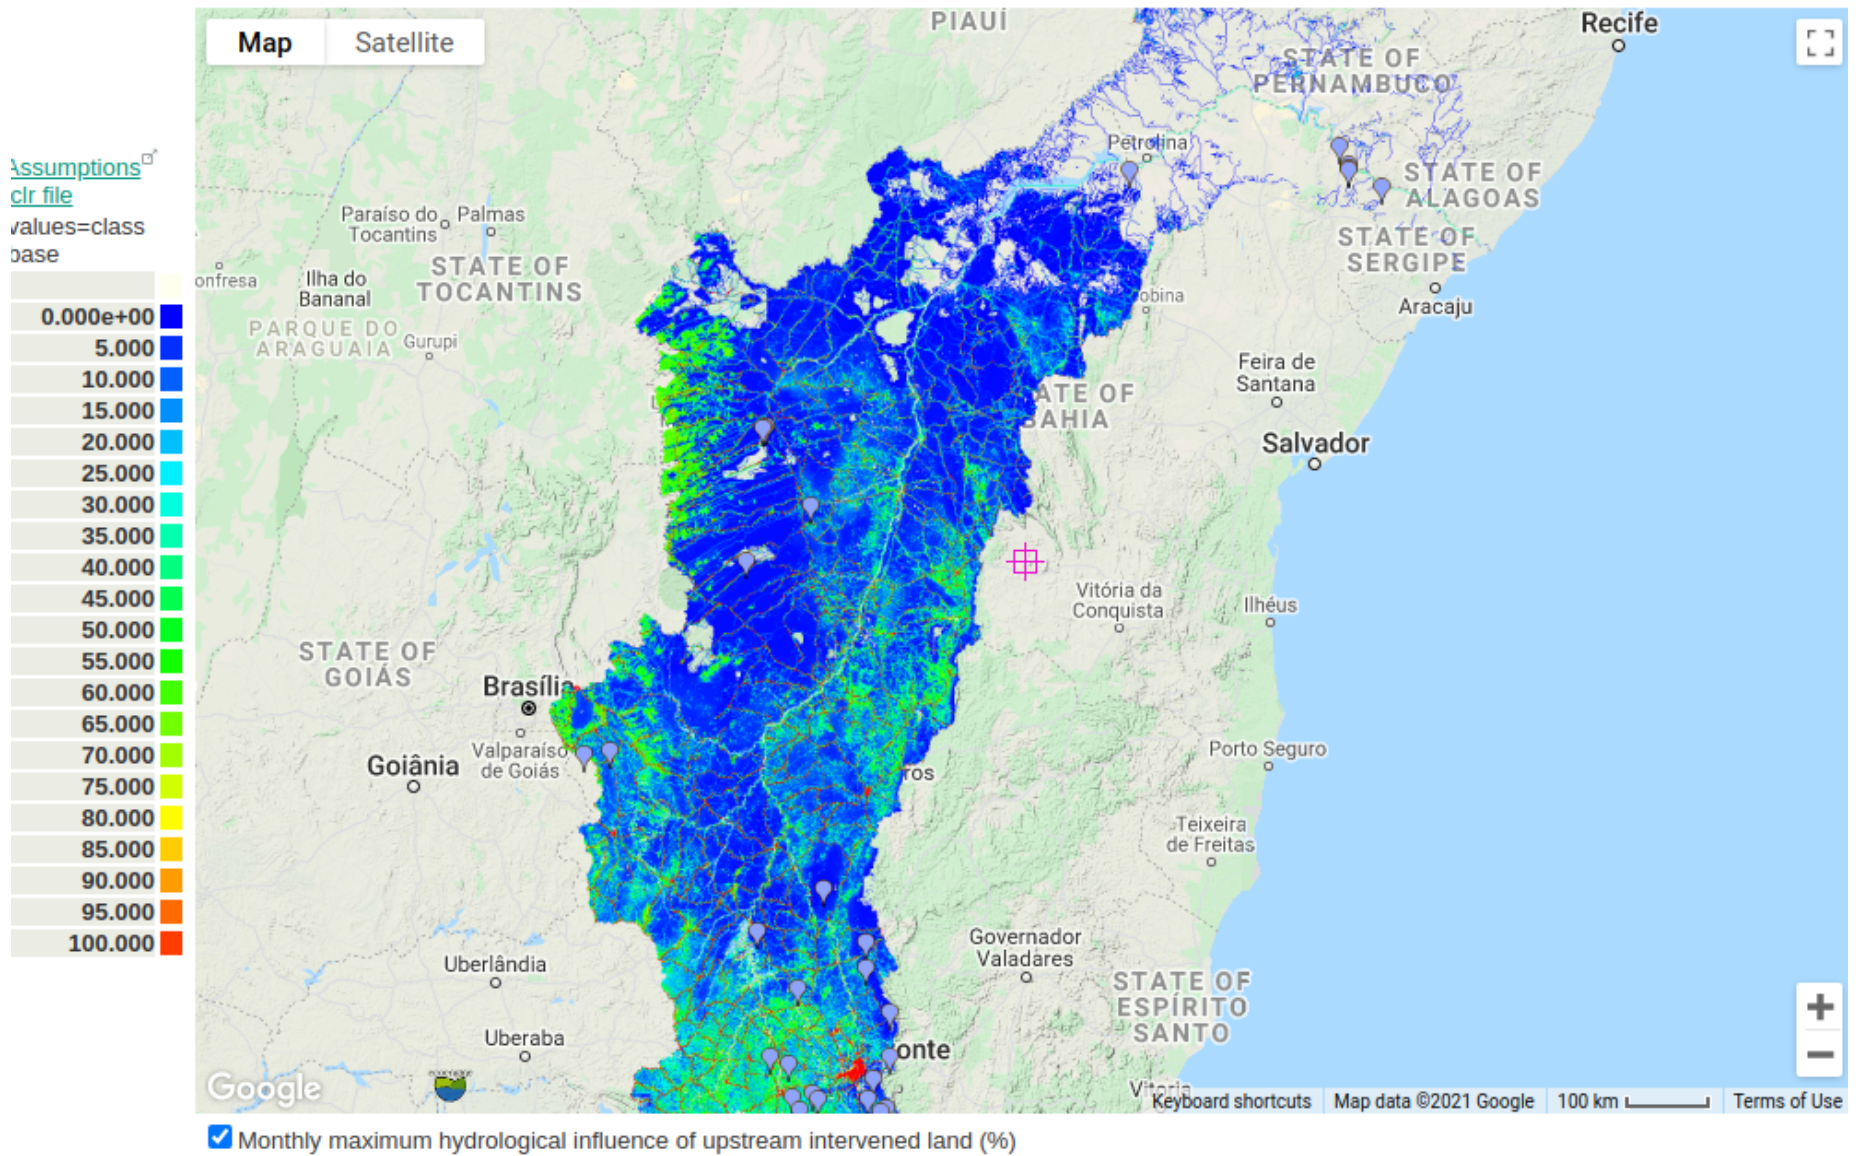 Map
Satellite
Assumptions
clr file
values=class
base
0.000e+00
5.000
10.000
15.000
20.000
25.000
30.000
35.000
40.000
45.000
50.000
55.000
60.000
65.000
70.000
75.000
80.000
85.000
90.000
95.000
100.000
PIAUÍ
Recife
STATE OF
PERNAMBUCO
Petrolina
STATE OF
ALAGOAS
STATE OF
SERGIPE
Aracaju
Paraíso do
Tocantins
Palmas
STATE OF
TOCANTINS
onfresa
Ilha do
Bananal
PARQUE DO
ARAGUAIA
Gurupi
obina
Feira de
Santana
ATE OF
BAHIA
Salvador
Vitória da
Conquista
Ilhéus
STATE OF
GOIÁS
Brasília
Valparaíso
de Goiás
Goiânia
ros
Porto Seguro
Teixeira
de Freitas
Governador
Valadares
Uberlândia
STATE OF
ESPÍRITO
SANTO
Uberaba
onte
Vitoria
Google
Keyboard shortcuts
Map data ©2021 Google
100 km
Terms of Use
Monthly maximum hydrological influence of upstream intervened land (%)